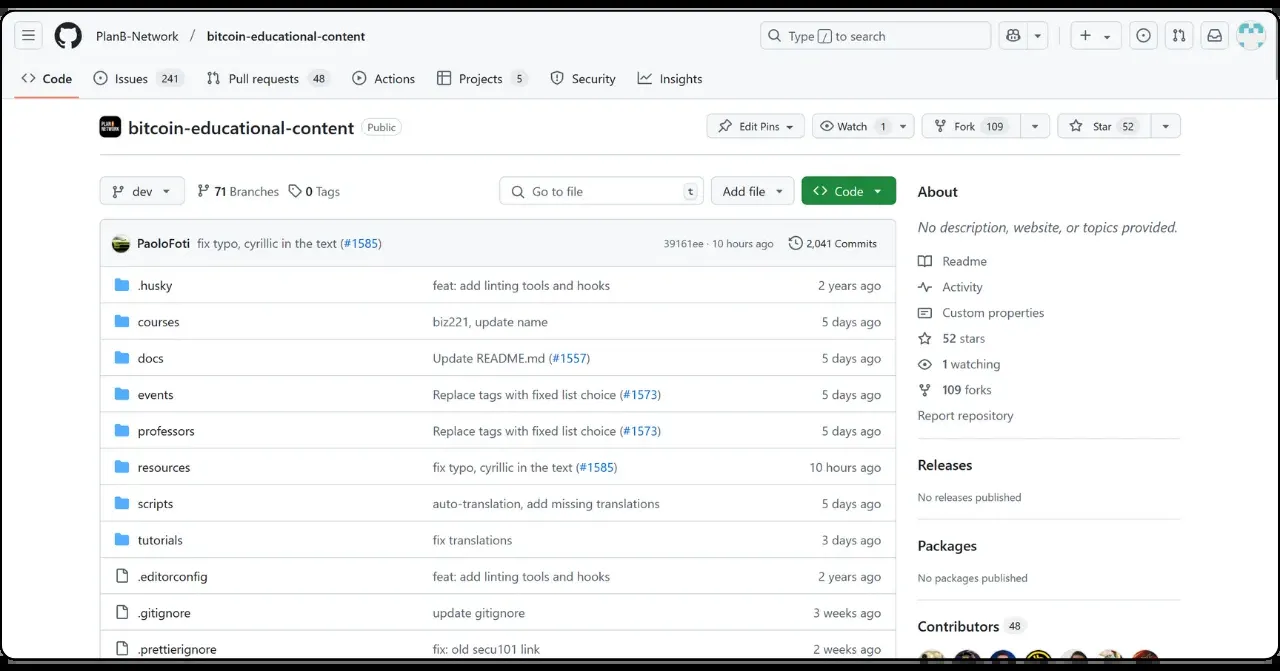 PlanB-Network / bitcoin-educational-content
Type / to search
Code Issues 241 Pull requests 48 Actions Projects 5 Security Insights
bitcoin-educational-content Public
Edit Pins Watch 1 Fork 109 Star 52
dev 71 Branches 0 Tags Go to file t Add file Code
PaoloFoti fix typo, cyrillic in the text (#1585) 39161ee · 10 hours ago 2,041 Commits
.husky feat: add linting tools and hooks 2 years ago
courses biz221, update name 5 days ago
docs Update README.md (#1557) 5 days ago
events Replace tags with fixed list choice (#1573) 5 days ago
professors Replace tags with fixed list choice (#1573) 5 days ago
resources fix typo, cyrillic in the text (#1585) 10 hours ago
scripts auto-translation, add missing translations 5 days ago
tutorials fix translations 3 days ago
.editorconfig feat: add linting tools and hooks 2 years ago
.gitignore update gitignore 3 weeks ago
.prettierignore fix: old secu101 link 2 weeks ago
About
No description, website, or topics provided.
Readme
Activity
Custom properties
52 stars
1 watching
109 forks
Report repository
Releases
No releases published
Packages
No packages published
Contributors 48